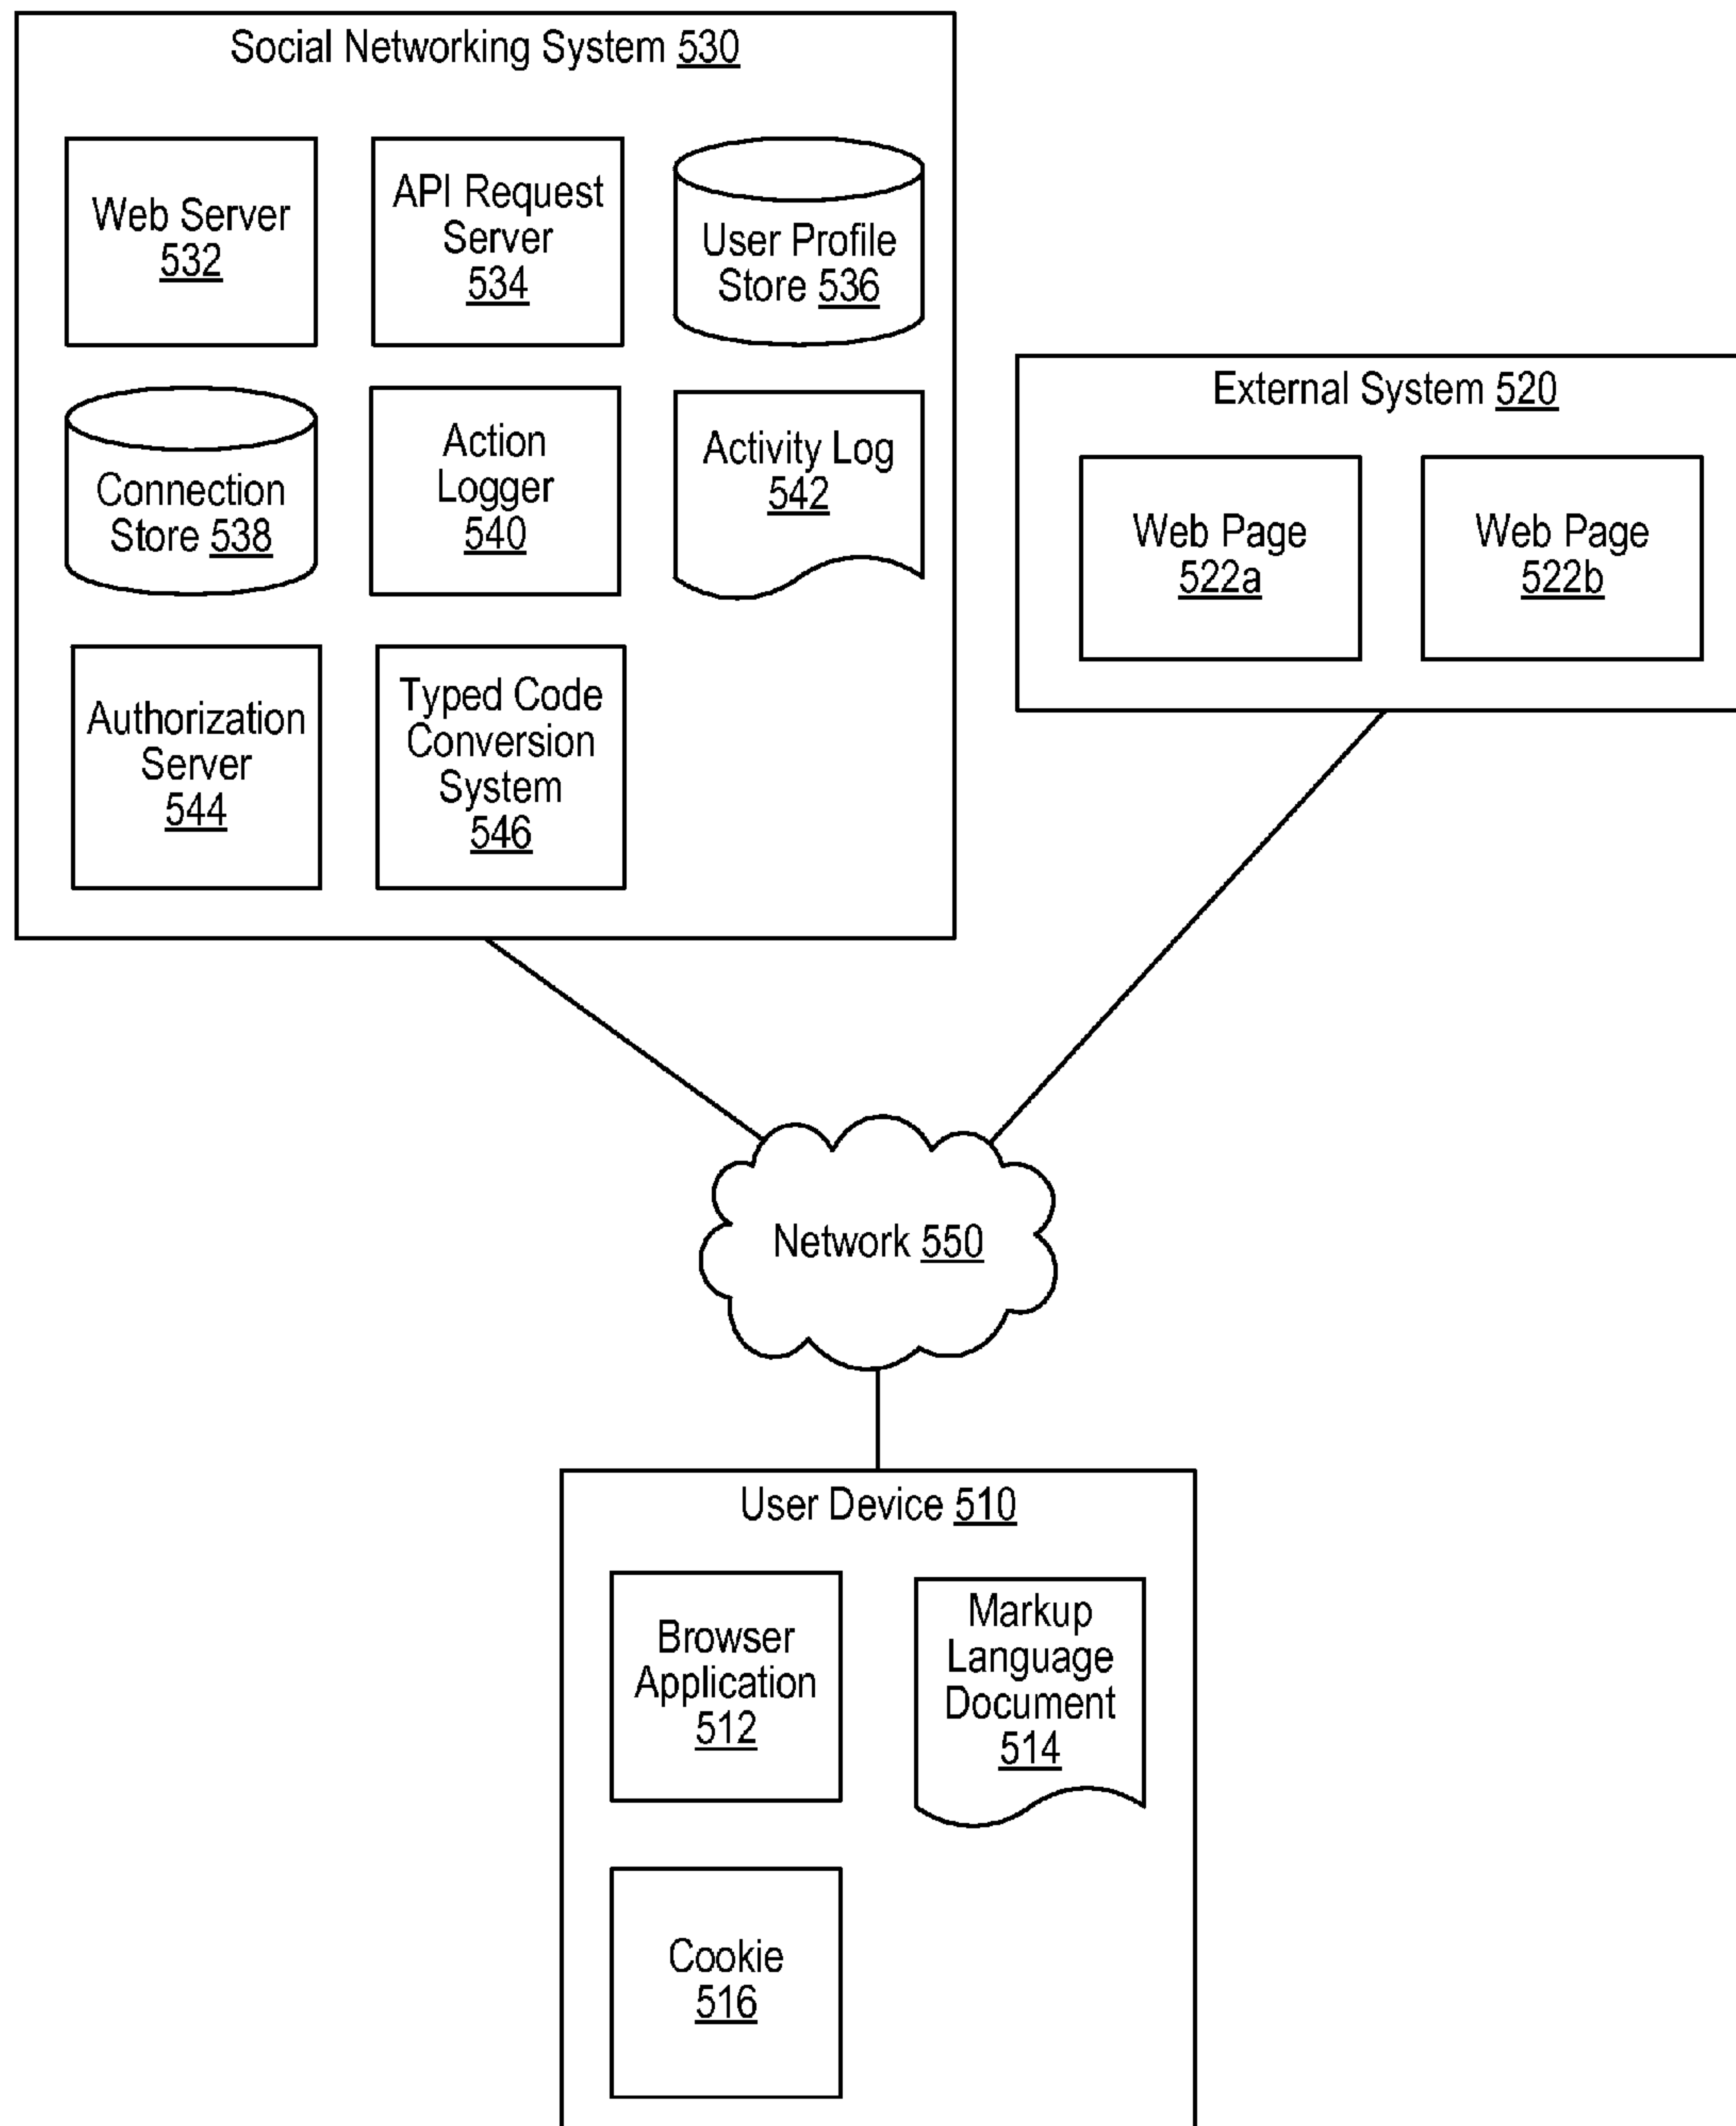 Social Networking System 530
Web Server
532
API Request
Server
534
User Profile
Store 536
Connection
Store 538
Action
Logger
540
Activity Log
542
Authorization
Server
544
Typed Code
Conversion
System
546
External System 520
Web Page
522a
Web Page
522b
Network 550
User Device 510
Browser
Application
512
Markup
Language
Document
514
Cookie
516